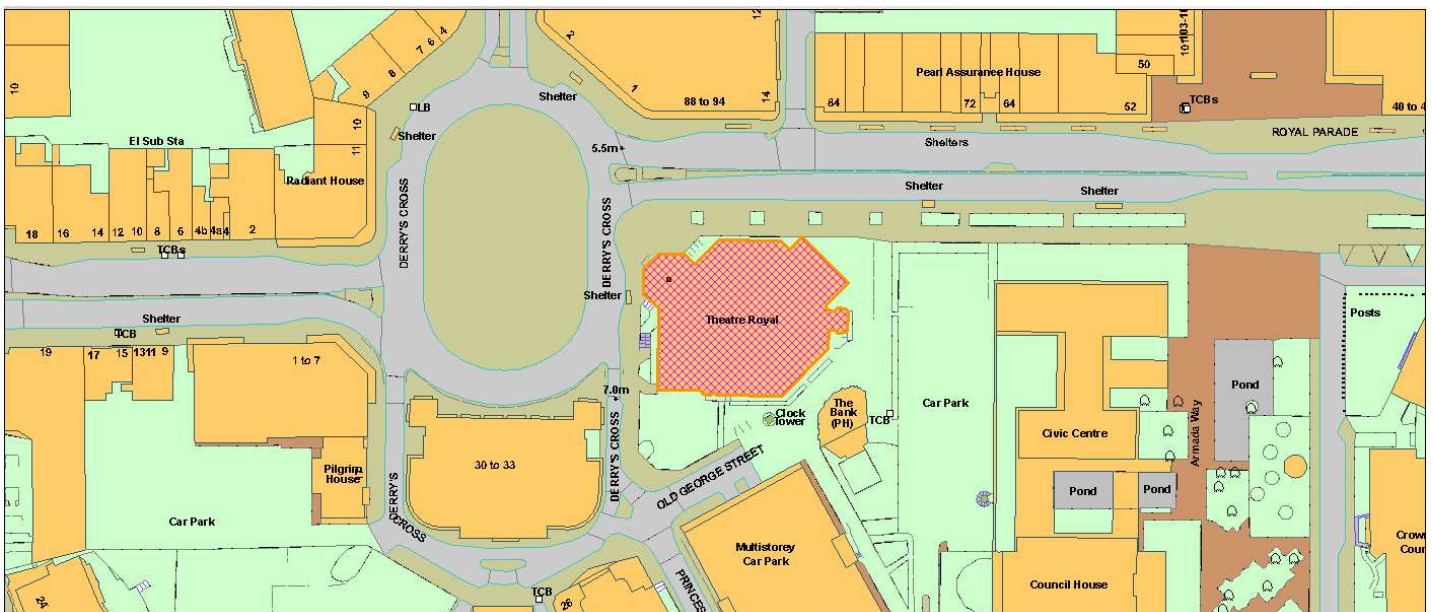 10
9
8
7
6
4
LB
Shelter
Shelter
2
1
88 to 94
12
14
Pearl Assurance House
84
72
64
52
50
101
TCBs
40 to 4
ROYAL PARADE
5.5m
Shelters
Shelter
Shelter
El Sub Sta
10
11
Radiant House
18
16
14
12
10
8
6
4b
4a
4
2
TCBs
DERRY'S CROSS
DERRY'S CROSS
Shelter
Theatre Royal
Shelter
TCB
19
17
15
13
11
9
1 to 7
7.0m
DERRY'S CROSS
Clock
Tower
The
Bank
(PH)
TCB
Car Park
Civic Centre
Armada Way
Pond
Posts
Pilgrim
House
30 to 33
DERRY'S
CROSS
OLD GEORGE STREET
Car Park
Pond
Pond
Multistorey
Car Park
PRINCES
Council House
Crow
Cour
24
TCB
26